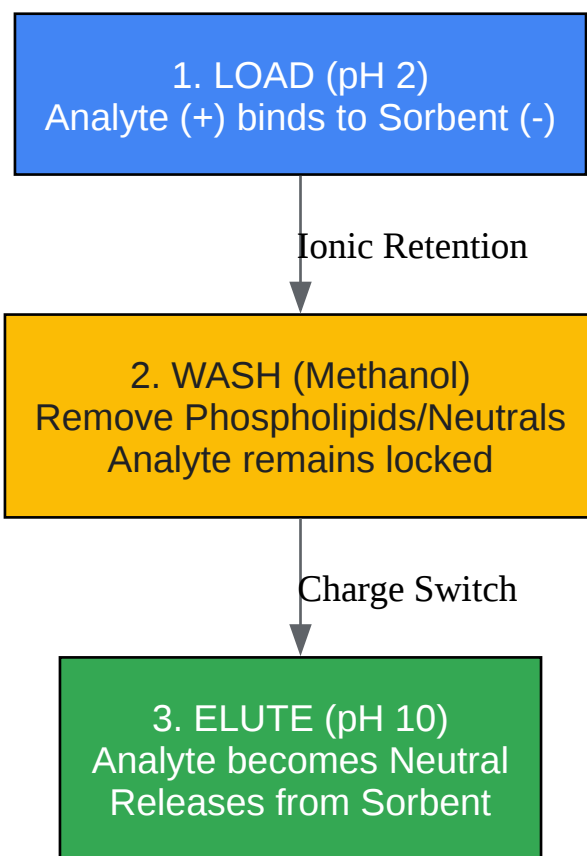 1. LOAD (pH 2)
Analyte (+) binds to Sorbent (-)
Ionic Retention
2. WASH (Methanol)
Remove Phospholipids/Neutrals
Analyte remains locked
Charge Switch
3. ELUTE (pH 10)
Analyte becomes Neutral
Releases from Sorbent